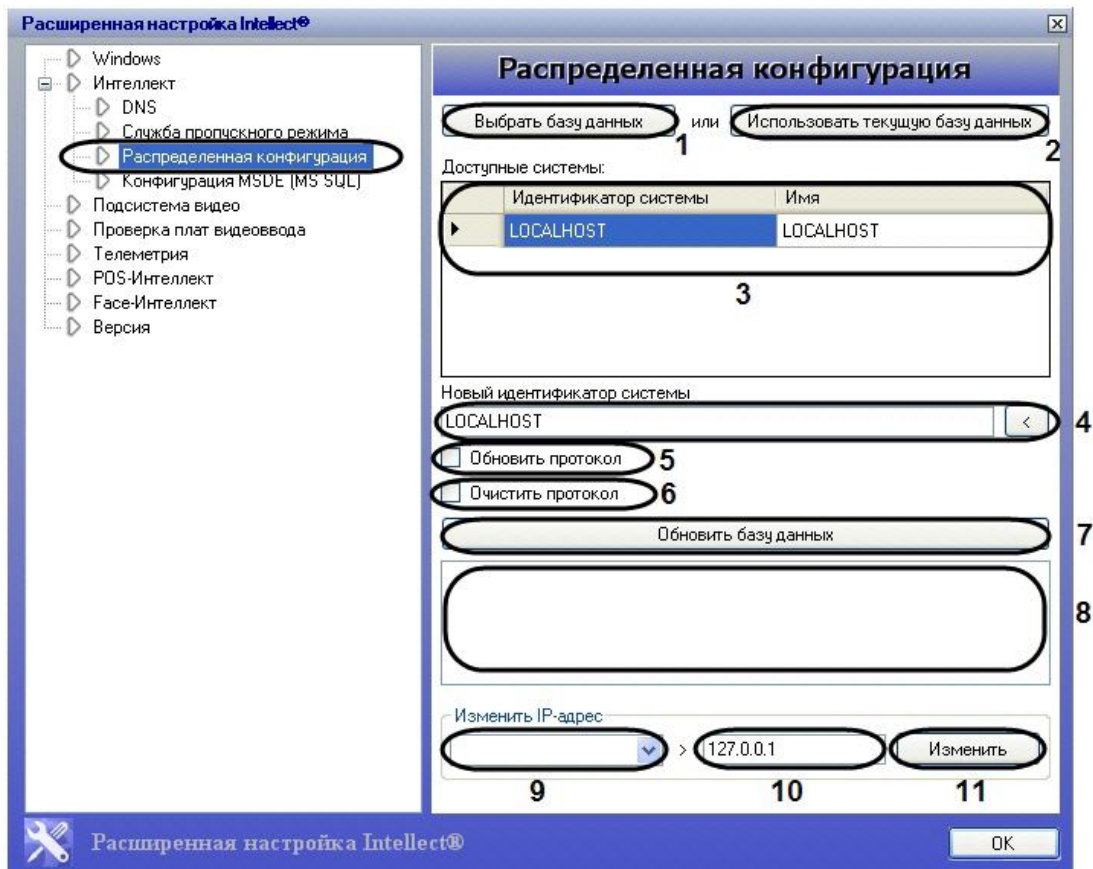 Расширенная настройка Intellect®
Windows
Интеллект
DNS
Служба пропускного режима
Распределенная конфигурация
Конфигурация MSDE (MS SQL)
Подсистема видео
Проверка плат видеоввода
Телеметрия
POS-Интеллект
Face-Интеллект
Версия
Распределенная конфигурация
Выбрать базу данных или Использовать текущую базу данных
1 2
Доступные системы:
Идентификатор системы Имя
LOCALHOST LOCALHOST
3
Новый идентификатор системы
LOCALHOST < 4
Обновить протокол 5
Очистить протокол 6
Обновить базу данных 7
8
Изменить IP-адрес
> 127.0.0.1 Изменить
9 10 11
Расширенная настройка Intellect®
OK